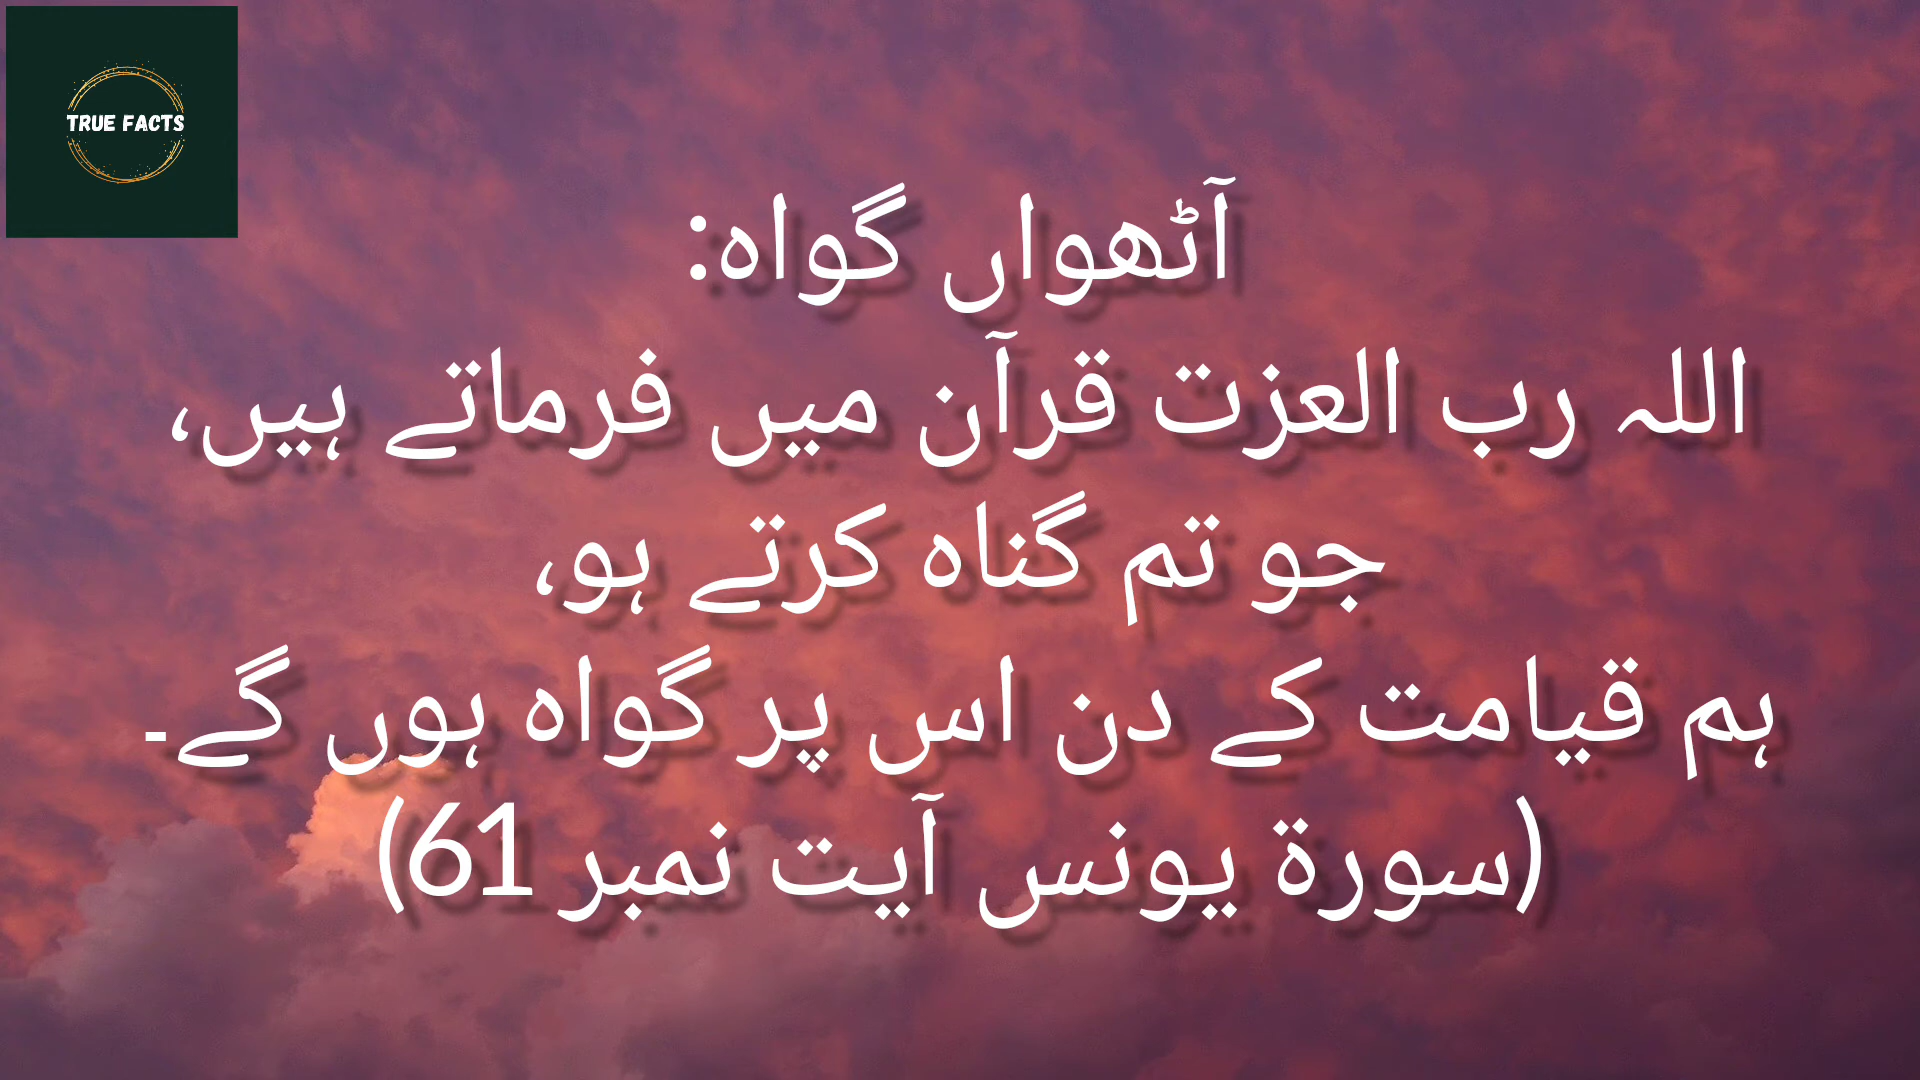 TRUE FACTS
آٹھواں گواہ:
اللہ رب العزت قرآن میں فرماتے ہیں،
جو تم گناہ کرتے ہو،
ہم قیامت کے دن اس پر گواہ ہوں گے۔
(سورۃ یونس آیت نمبر 61)